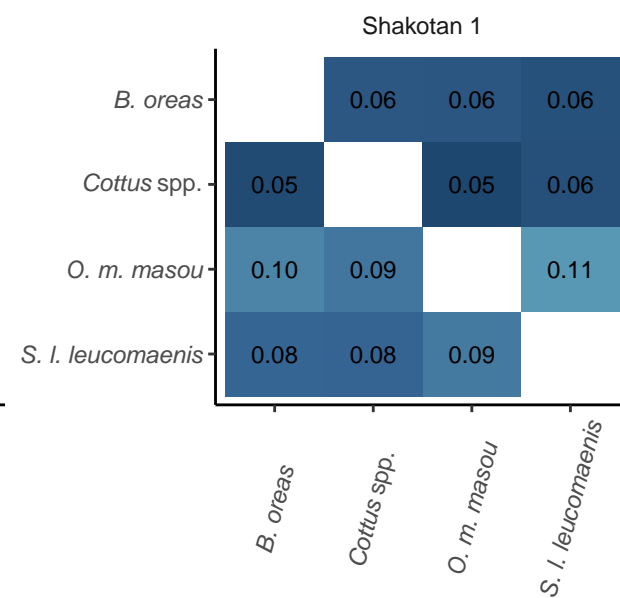 Shakotan 1
B. oreas 0.06 0.06 0.06
Cottus spp. 0.05 0.05 0.06
O. m. masou 0.10 0.09 0.11
S. l. leucomaenis 0.08 0.08 0.09
B. oreas Cottus spp. O. m. masou S. l. leucomaenis